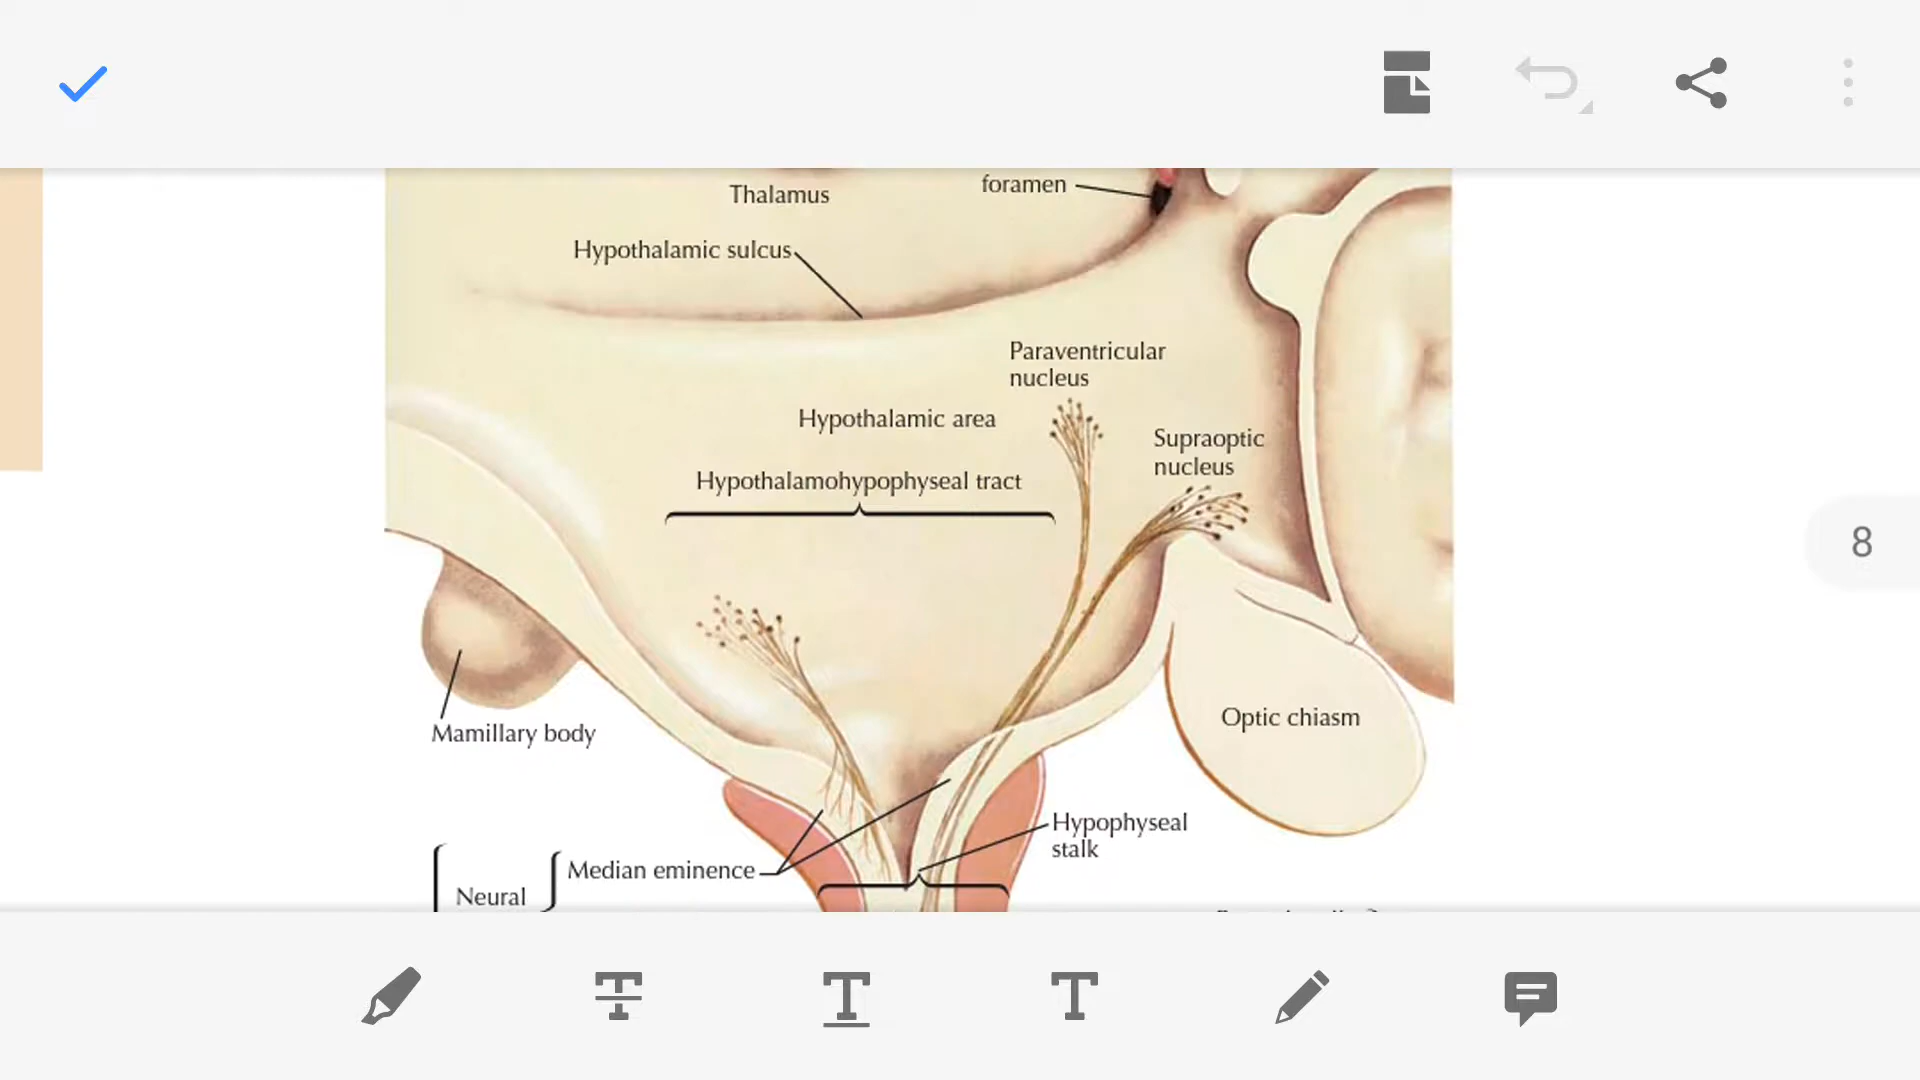 Thalamus
foramen
Hypothalamic sulcus
Paraventricular
nucleus
Hypothalamic area
Supraoptic
nucleus
Hypothalamohypophyseal tract
8
Optic chiasm
Mamillary body
Hypophyseal
stalk
Median eminence
Neural
T
T
T